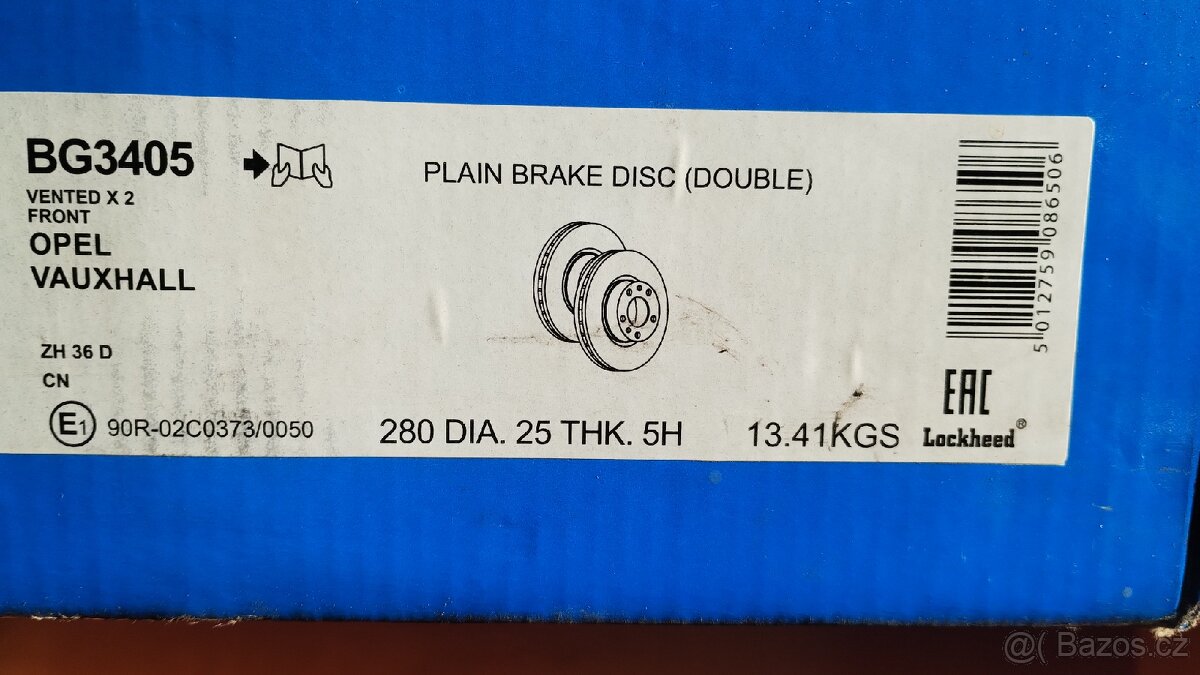 BG3405
VENTED X 2
FRONT
OPEL
VAUXHALL
PLAIN BRAKE DISC (DOUBLE)
ZH 36 D
CN
E1 90R-02C0373/0050
280 DIA. 25 THK. 5H
13.41KGS
5 012759 086506
EAC
Lockheed®
@( Bazos.cz